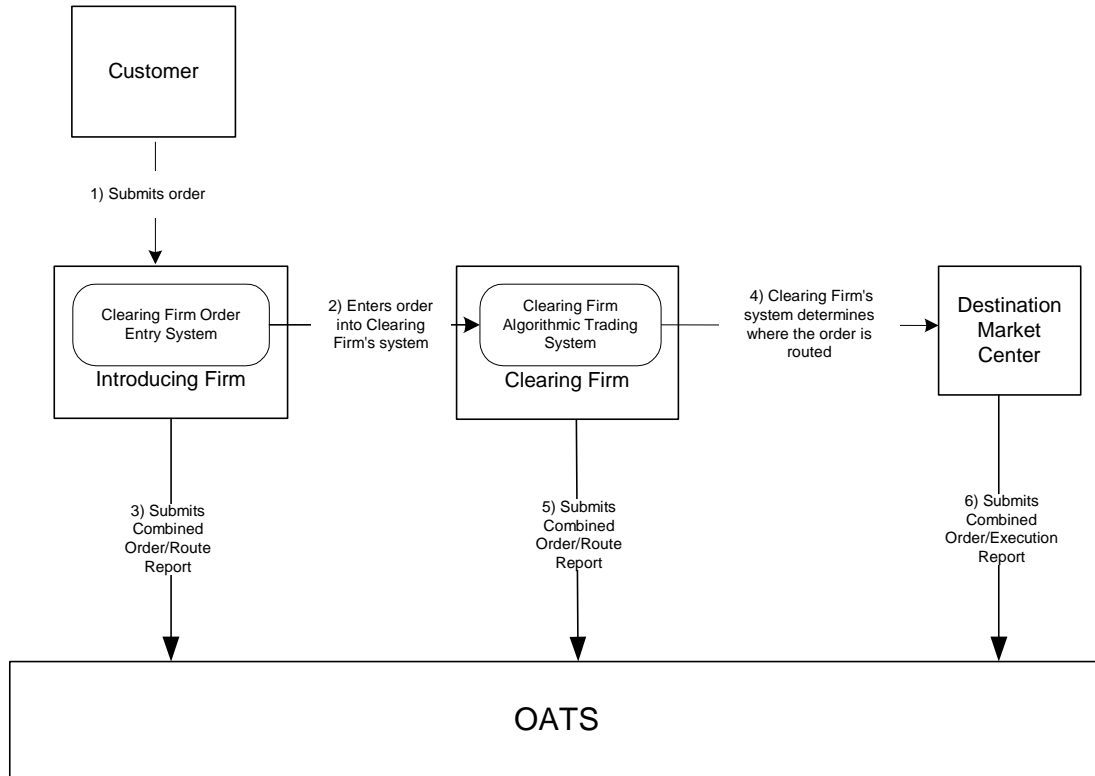 Customer
1) Submits order
Clearing Firm Order
Entry System
Introducing Firm
2) Enters order
into Clearing
Firm's system
Clearing Firm
Algorithmic Trading
System
Clearing Firm
4) Clearing Firm's
system determines
where the order is
routed
Destination
Market
Center
3) Submits
Combined
Order/Route
Report
5) Submits
Combined
Order/Route
Report
6) Submits
Combined
Order/Execution
Report
OATS